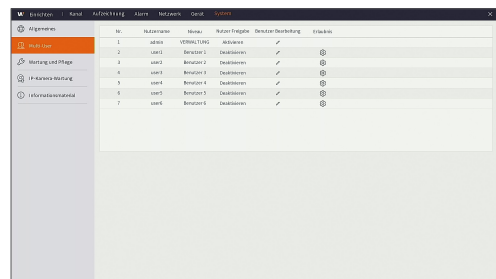 W Einrichten | Kanal Aufzeichnung Alarm Netzwerk Gerät System
Allgemeines
Multi-User
Wartung und Pflege
IP-Kamera-Wartung
Informationsmaterial
Nr. Nutzername Niveau Nutzer Freigabe Benutzer Bearbeitung Erlaubnis
1 admin VERWALTUNG Aktivieren
2 user1 Benutzer 1 Deaktivieren
3 user2 Benutzer 2 Deaktivieren
4 user3 Benutzer 3 Deaktivieren
5 user4 Benutzer 4 Deaktivieren
6 user5 Benutzer 5 Deaktivieren
7 user6 Benutzer 6 Deaktivieren